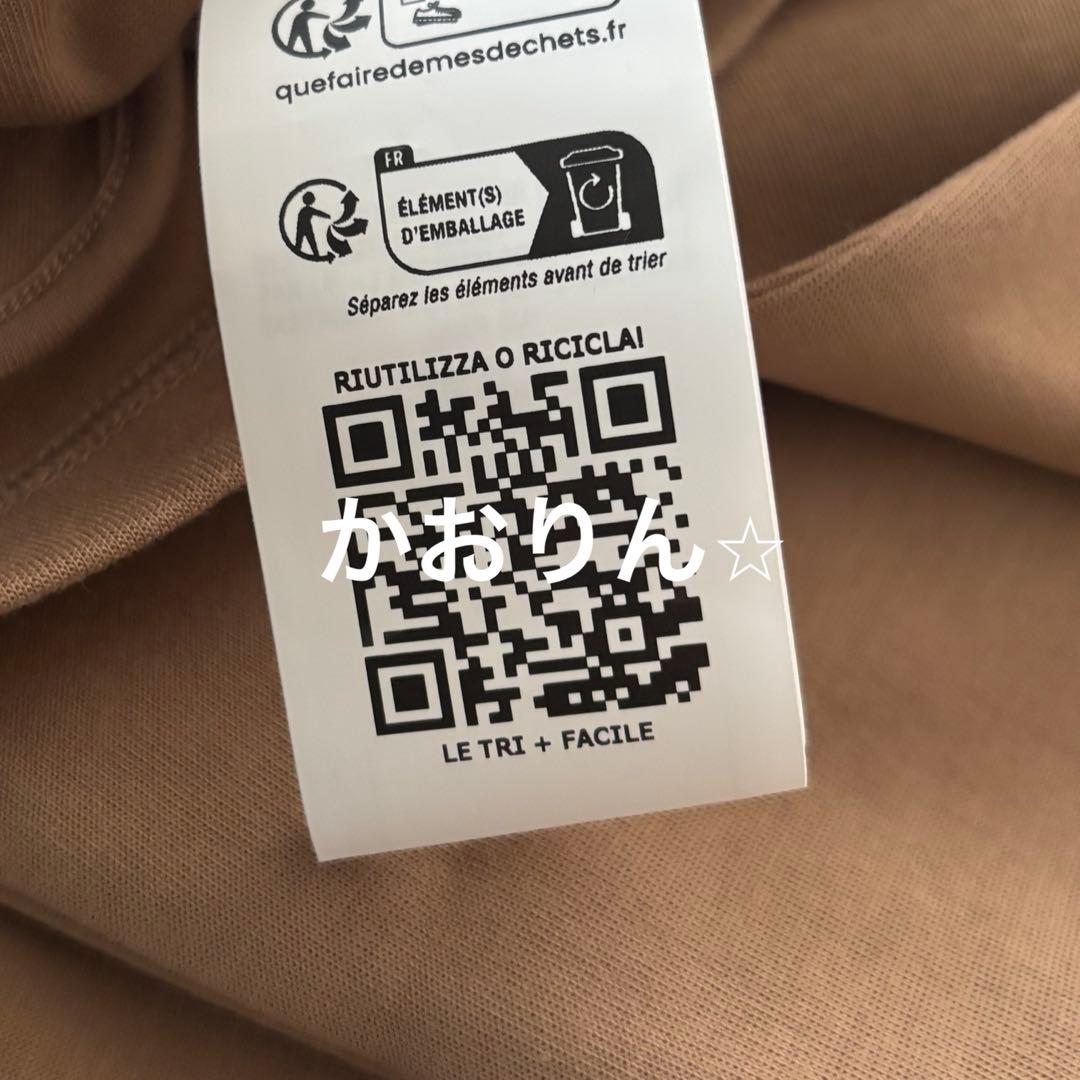 quefairedemesdechets.fr
FR
ÉLÉMENT(S)
D'EMBALLAGE
Séparez les éléments avant de trier
RIUTILIZZA O RICICLA!
かおりん☆
LE TRI + FACILE